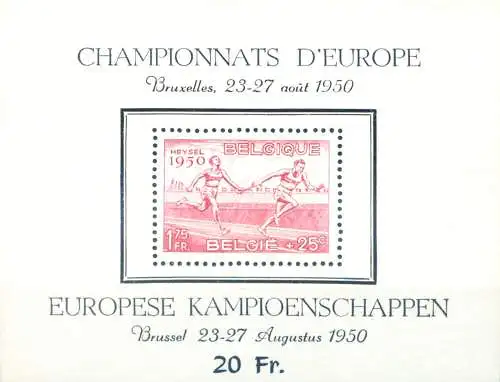 CHAMPIONNATS D'EUROPE
Bruxelles, 23-27 août 1950
HEYSEL BELGIQUE
1950
1.75 FR. BELGIË +25c
EUROPESE KAMPIOENSCHAPPEN
Brussel 23-27 Augustus 1950
20 Fr.